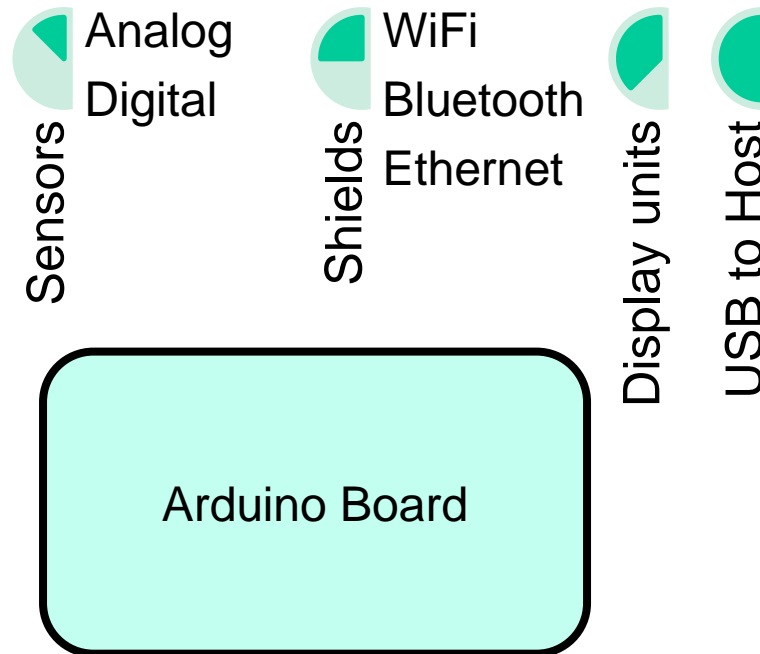 Sensors
Analog
Digital
Shields
WiFi
Bluetooth
Ethernet
Display units
USB to Host
Arduino Board